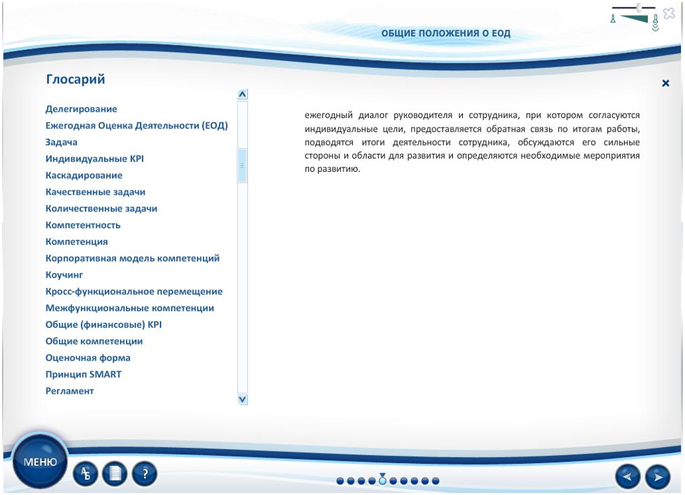 ОБЩИЕ ПОЛОЖЕНИЯ О ЕОД
Глосарий
Делегирование
Ежегодная Оценка Деятельности (ЕОД)
Задача
Индивидуальные KPI
Каскадирование
Качественные задачи
Количественные задачи
Компетентность
Компетенция
Корпоративная модель компетенций
Коучинг
Кросс-функциональное перемещение
Межфункциональные компетенции
Общие (финансовые) KPI
Общие компетенции
Оценочная форма
Принцип SMART
Регламент
ежегодный диалог руководителя и сотрудника, при котором согласуются
индивидуальные цели, предоставляется обратная связь по итогам работы,
подводятся итоги деятельности сотрудника, обсуждаются его сильные
стороны и области для развития и определяются необходимые мероприятия
по развитию.
МЕНЮ
АБ
?